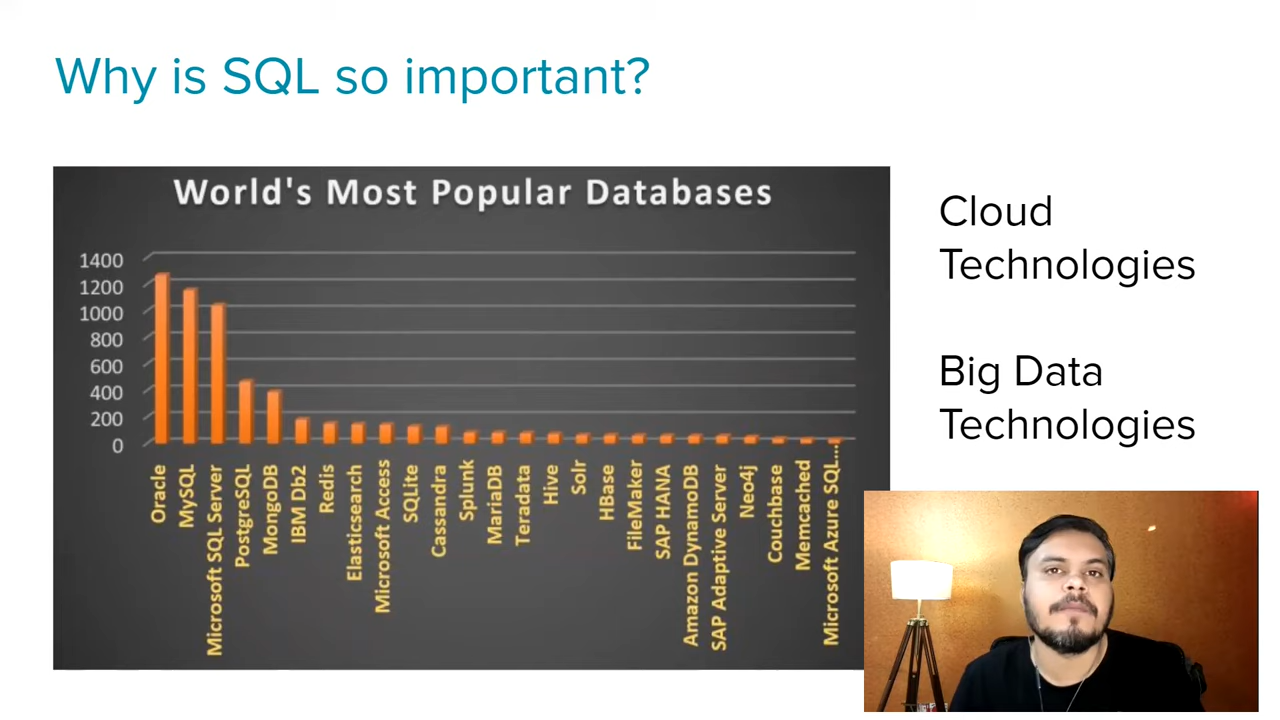 Why is SQL so important?
World's Most Popular Databases
1400
1200
1000
800
600
400
200
0
Oracle
MySQL
Microsoft SQL Server
PostgreSQL
MongoDB
IBM Db2
Redis
Elasticsearch
Microsoft Access
SQLite
Cassandra
Splunk
MariaDB
Teradata
Hive
Solr
HBase
FileMaker
SAP HANA
Amazon DynamoDB
SAP Adaptive Server
Neo4j
Couchbase
Memcached
Microsoft Azure SQL...
Cloud
Technologies
Big Data
Technologies